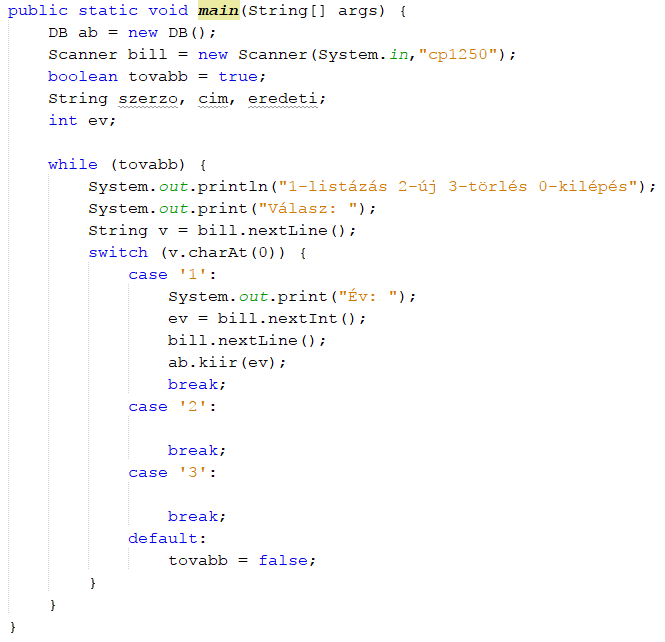 public static void main(String[] args) {
    DB ab = new DB();
    Scanner bill = new Scanner(System.in,"cp1250");
    boolean tovabb = true;
    String szerzo, cim, eredeti;
    int ev;

    while (tovabb) {
        System.out.println("1-listázás 2-új 3-törlés 0-kilépés");
        System.out.print("Válasz: ");
        String v = bill.nextLine();
        switch (v.charAt(0)) {
            case '1':
                System.out.print("Év: ");
                ev = bill.nextInt();
                bill.nextLine();
                ab.kiir(ev);
                break;
            case '2':

                break;
            case '3':

                break;
            default:
                tovabb = false;
        }
    }
}